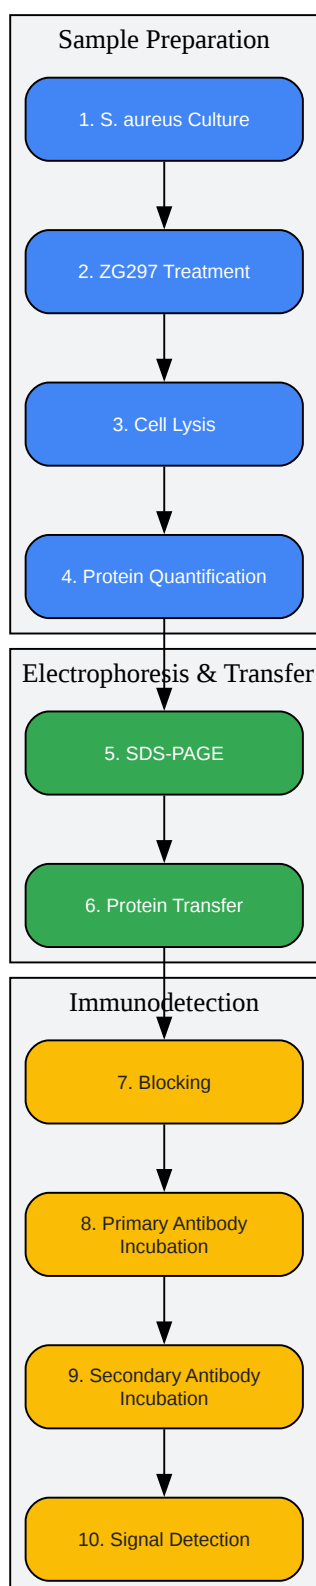 Sample Preparation
1. S. aureus Culture
2. ZG297 Treatment
3. Cell Lysis
4. Protein Quantification
Electrophoresis & Transfer
5. SDS-PAGE
6. Protein Transfer
Immunodetection
7. Blocking
8. Primary Antibody
Incubation
9. Secondary Antibody
Incubation
10. Signal Detection